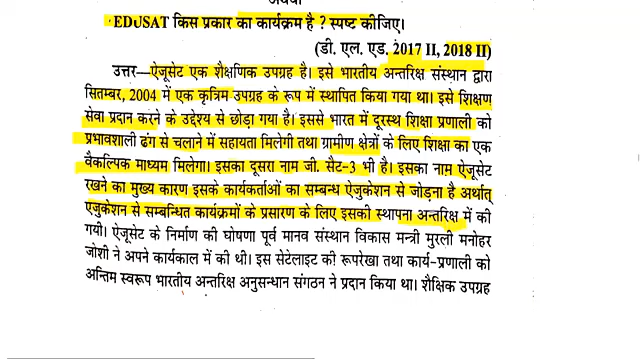 अथवा
EDUSAT किस प्रकार का कार्यक्रम है ? स्पष्ट कीजिए।
(डी. एल. एड. 2017 II, 2018 II)
उत्तर– ऐजूसेट एक शैक्षणिक उपग्रह है। इसे भारतीय अन्तरिक्ष संस्थान द्वारा
सितम्बर, 2004 में एक कृत्रिम उपग्रह के रूप में स्थापित किया गया था। इसे शिक्षण
सेवा प्रदान करने के उद्देश्य से छोड़ा गया है। इससे भारत में दूरस्थ शिक्षा प्रणाली को
प्रभावशाली ढंग से चलाने में सहायता मिलेगी तथा ग्रामीण क्षेत्रों के लिए शिक्षा का एक
वैकल्पिक माध्यम मिलेगा। इसका दूसरा नाम जी. सैट-3 भी है। इसका नाम ऐजूसेट
रखने का मुख्य कारण इसके कार्यकर्ताओं का सम्बन्ध ऐजुकेशन से जोड़ना है अर्थात्
एजुकेशन से सम्बन्धित कार्यक्रमों के प्रसारण के लिए इसकी स्थापना अन्तरिक्ष में की
गयी। ऐजूसेट के निर्माण की घोषणा पूर्व मानव संस्थान विकास मन्त्री मुरली मनोहर
जोशी ने अपने कार्यकाल में की थी। इस सेटेलाइट की रूपरेखा तथा कार्य-प्रणाली को
अन्तिम स्वरूप भारतीय अन्तरिक्ष अनुसन्धान संगठन ने प्रदान किया था। शैक्षिक उपग्रह